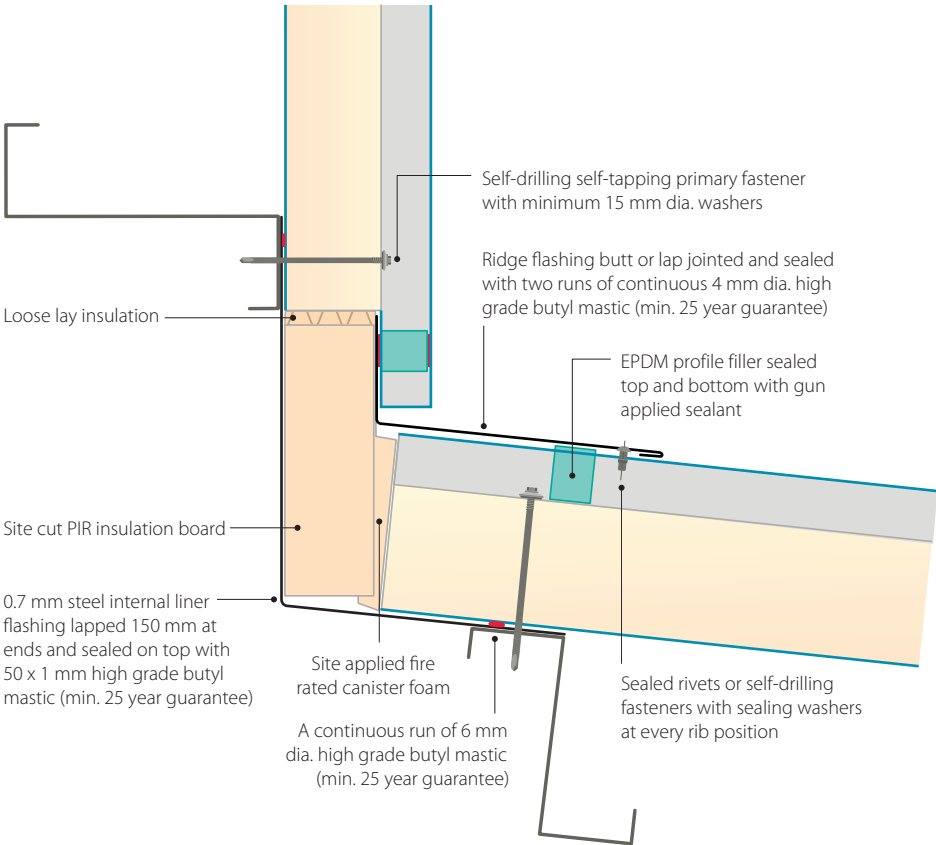 Self-drilling self-tapping primary fastener
with minimum 15 mm dia. washers
Ridge flashing butt or lap jointed and sealed
with two runs of continuous 4 mm dia. high
grade butyl mastic (min. 25 year guarantee)
Loose lay insulation
EPDM profile filler sealed
top and bottom with gun
applied sealant
Site cut PIR insulation board
0.7 mm steel internal liner
flashing lapped 150 mm at
ends and sealed on top with
50 x 1 mm high grade butyl
mastic (min. 25 year guarantee)
Site applied fire
rated canister foam
A continuous run of 6 mm
dia. high grade butyl mastic
(min. 25 year guarantee)
Sealed rivets or self-drilling
fasteners with sealing washers
at every rib position